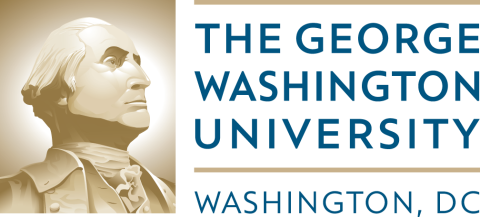 THE GEORGE
WASHINGTON
UNIVERSITY
WASHINGTON, DC